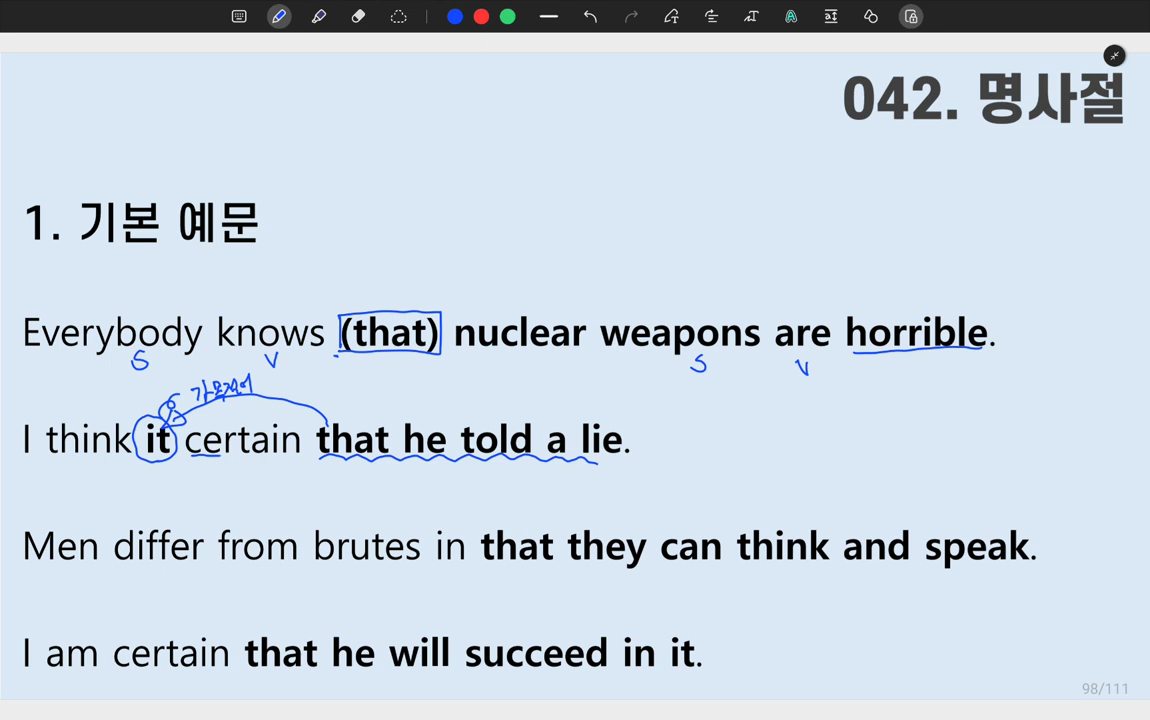 042. 명사절
1. 기본 예문
Everybody knows (that) nuclear weapons are horrible.
S V S V
가목적어
I think it certain that he told a lie.
Men differ from brutes in that they can think and speak.
I am certain that he will succeed in it.
98/111